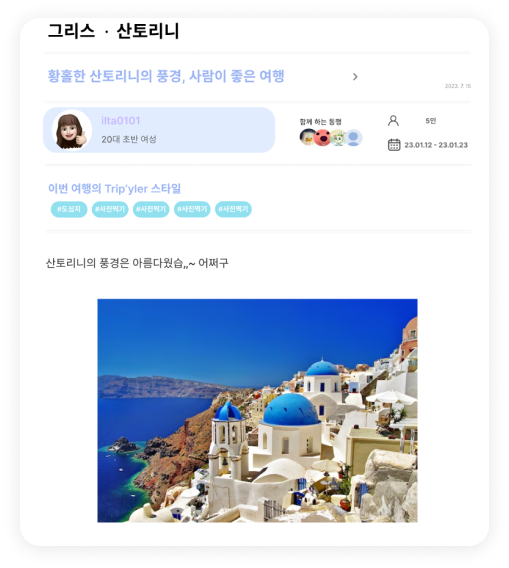 그리스 · 산토리니
황홀한 산토리니의 풍경, 사람이 좋은 여행
2023. 7. 15
ilta0101
20대 초반 여성
함께 하는 동행
5인
23.01.12 - 23.01.23
이번 여행의 Trip'yler 스타일
#도심지 #사진찍기 #사진찍기 #사진찍기 #사진찍기
산토리니의 풍경은 아름다웠습,,~ 어쩌구